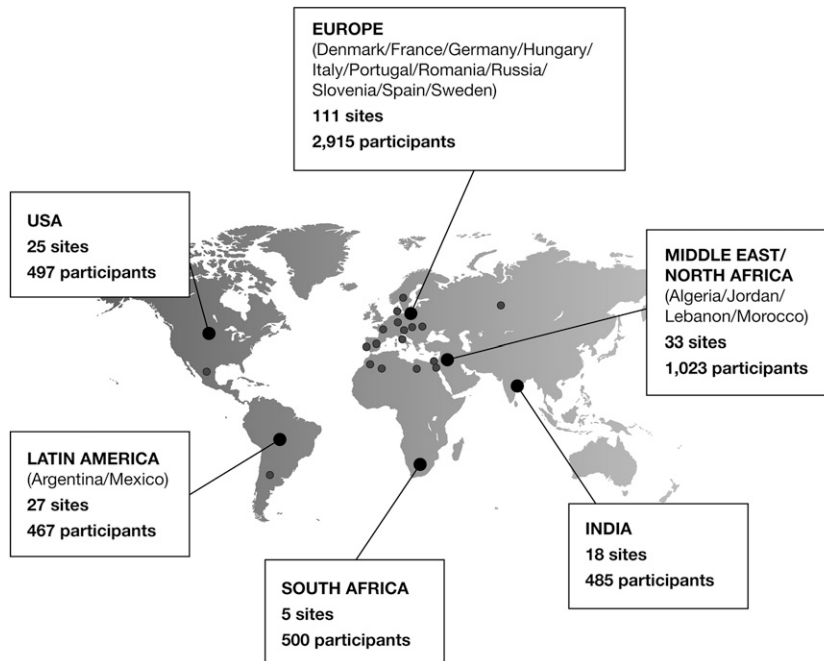 EUROPE
(Denmark/France/Germany/Hungary/
Italy/Portugal/Romania/Russia/
Slovenia/Spain/Sweden)
111 sites
2,915 participants
USA
25 sites
497 participants
MIDDLE EAST/
NORTH AFRICA
(Algeria/Jordan/
Lebanon/Morocco)
33 sites
1,023 participants
LATIN AMERICA
(Argentina/Mexico)
27 sites
467 participants
SOUTH AFRICA
5 sites
500 participants
INDIA
18 sites
485 participants